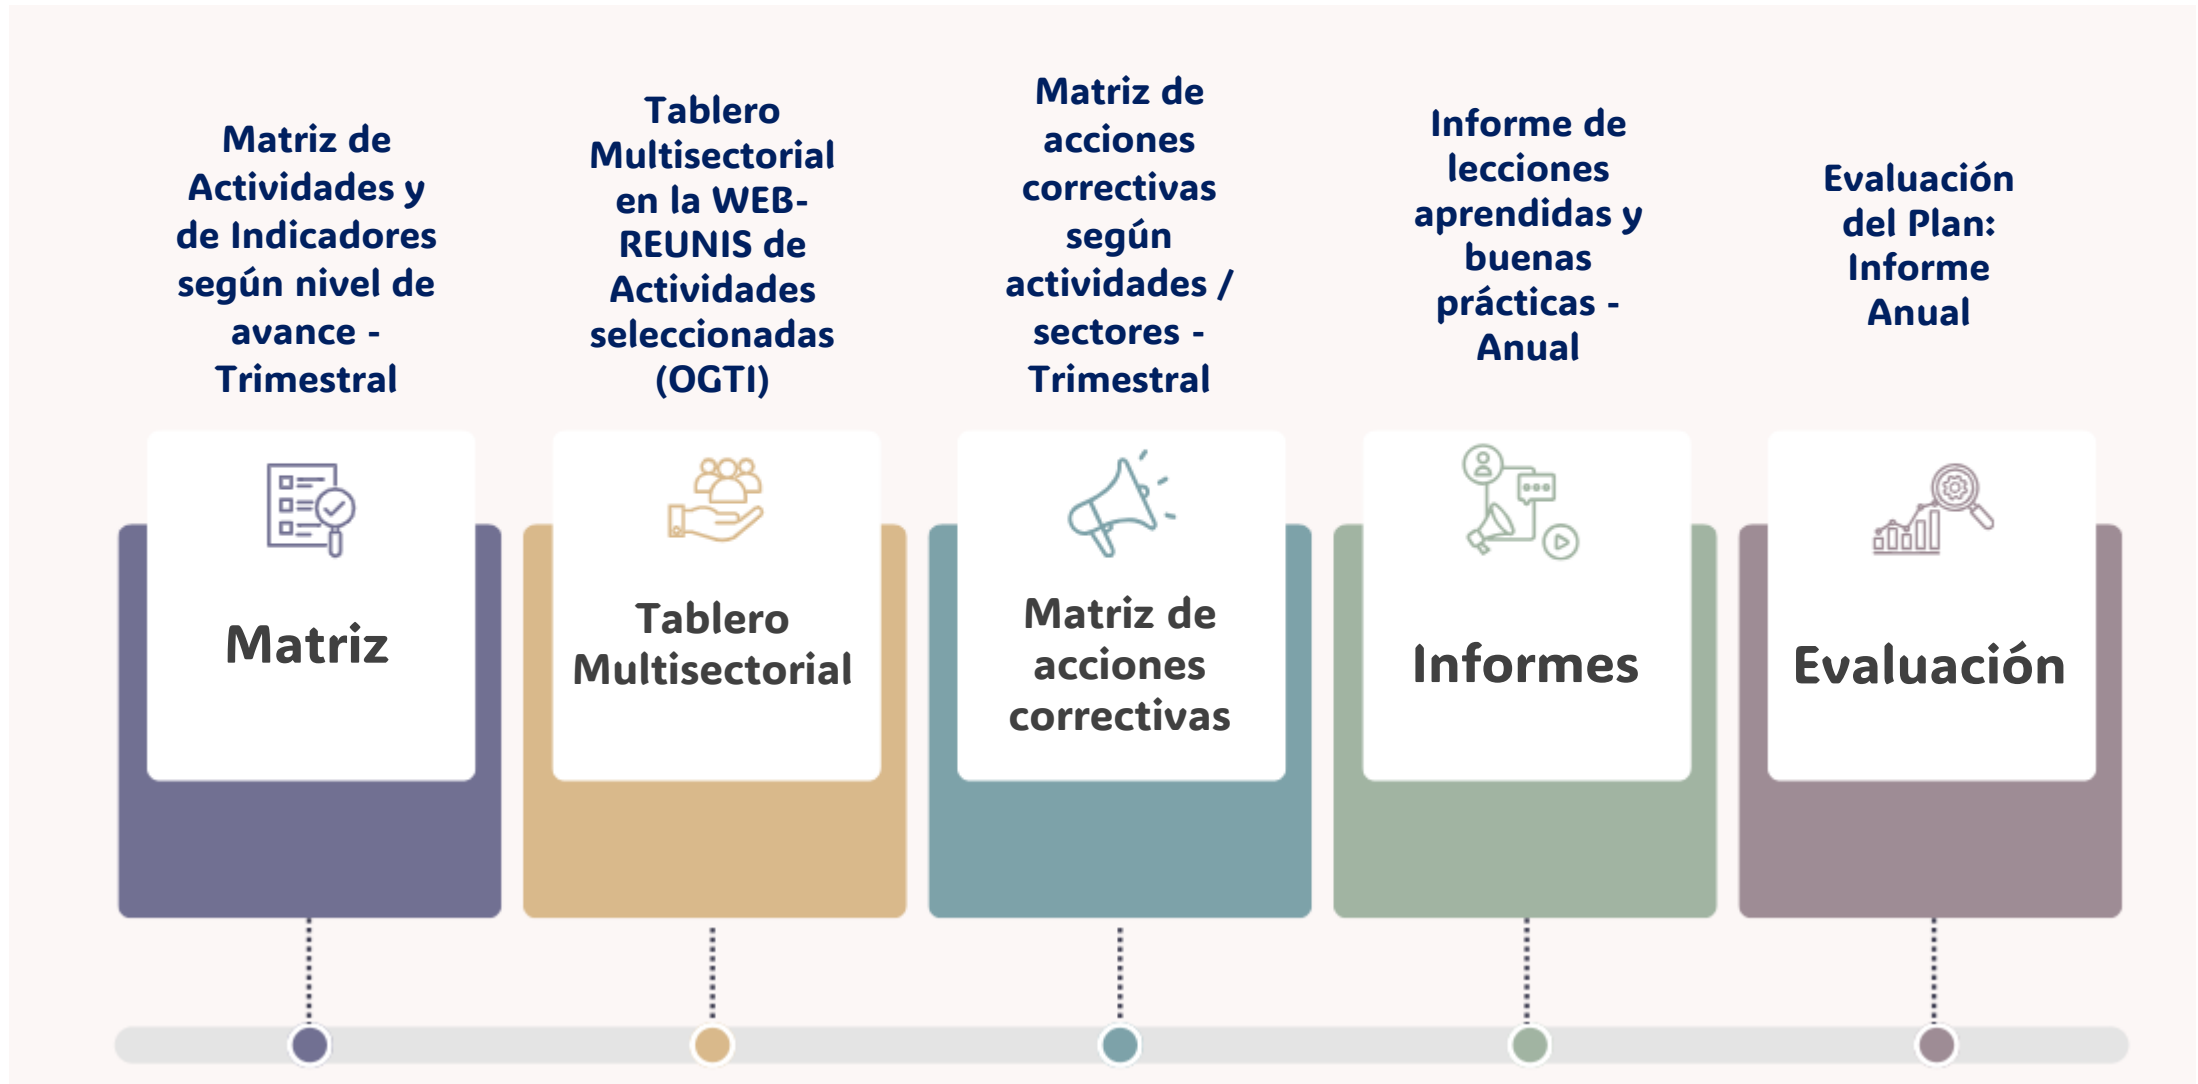 Matriz de
Actividades y
de Indicadores
según nivel de
avance -
Trimestral
Tablero
Multisectorial
en la WEB-
REUNIS de
Actividades
seleccionadas
(OGTI)
Matriz de
acciones
correctivas
según
actividades /
sectores -
Trimestral
Informe de
lecciones
aprendidas y
buenas
prácticas -
Anual
Evaluación
del Plan:
Informe
Anual
Matriz
Tablero
Multisectorial
Matriz de
acciones
correctivas
Informes
Evaluación